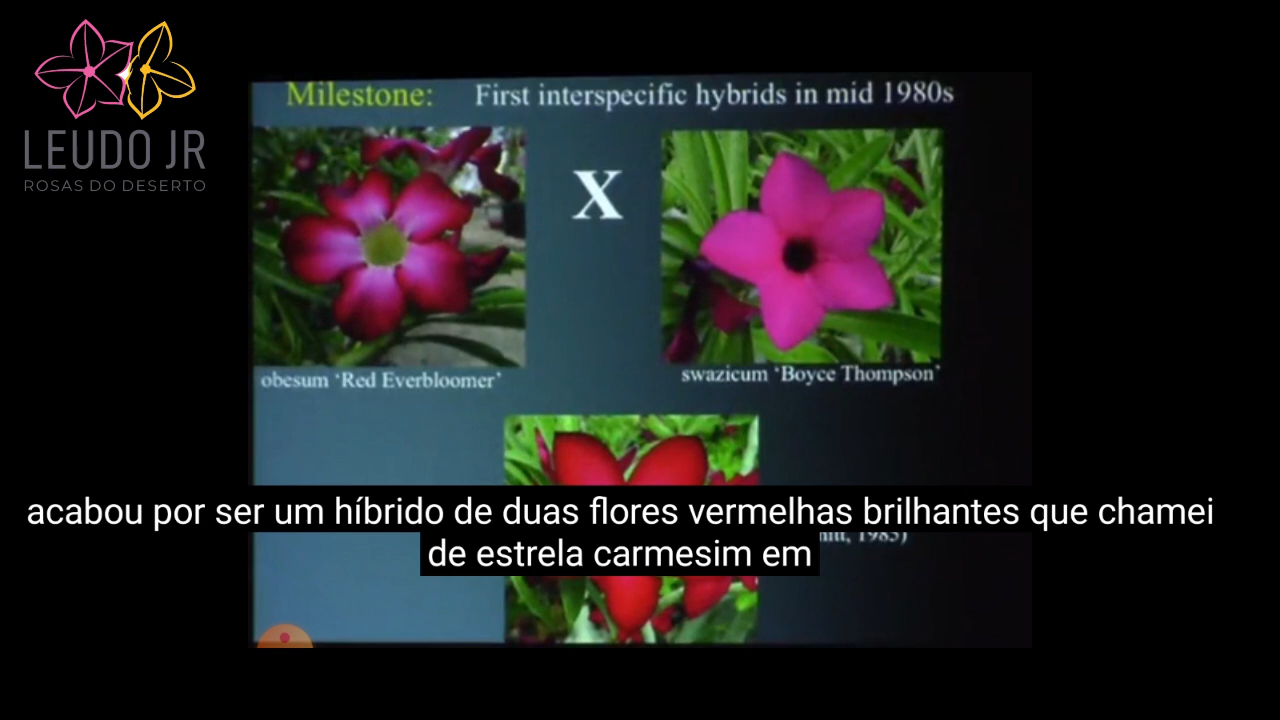 LEUDO JR
ROSAS DO DESERTO
Milestone: First interspecific hybrids in mid 1980s
X
obesum ‘Red Everbloomer’
swazicum ‘Boyce Thompson’
acabou por ser um híbrido de duas flores vermelhas brilhantes que chamei
de estrela carmesim em
1985)